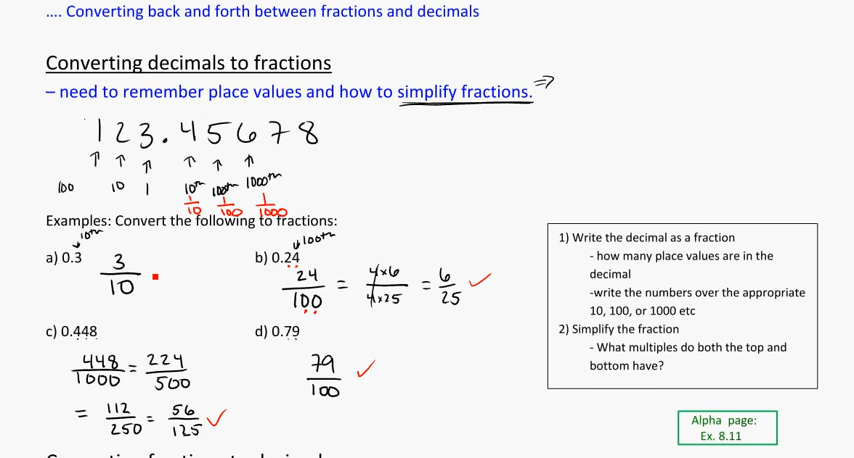 .... Converting back and forth between fractions and decimals
Converting decimals to fractions
– need to remember place values and how to simplify fractions. ⇒
123.45678
↑ ↑ ↑ ↑ ↑ ↑
100 10 1 10th 100th 1000th
1/10 1/100 1/1000
Examples: Convert the following to fractions:
10th
100th
a) 0.3 3/10
b) 0.24
24/100 = 4x6/4x25 = 6/25 ✓
c) 0.448
448/1000 = 224/500
= 112/250 = 56/125 ✓
d) 0.79
79/100 ✓
1) Write the decimal as a fraction
- how many place values are in the
decimal
-write the numbers over the appropriate
10, 100, or 1000 etc
2) Simplify the fraction
- What multiples do both the top and
bottom have?
Alpha page:
Ex. 8.11